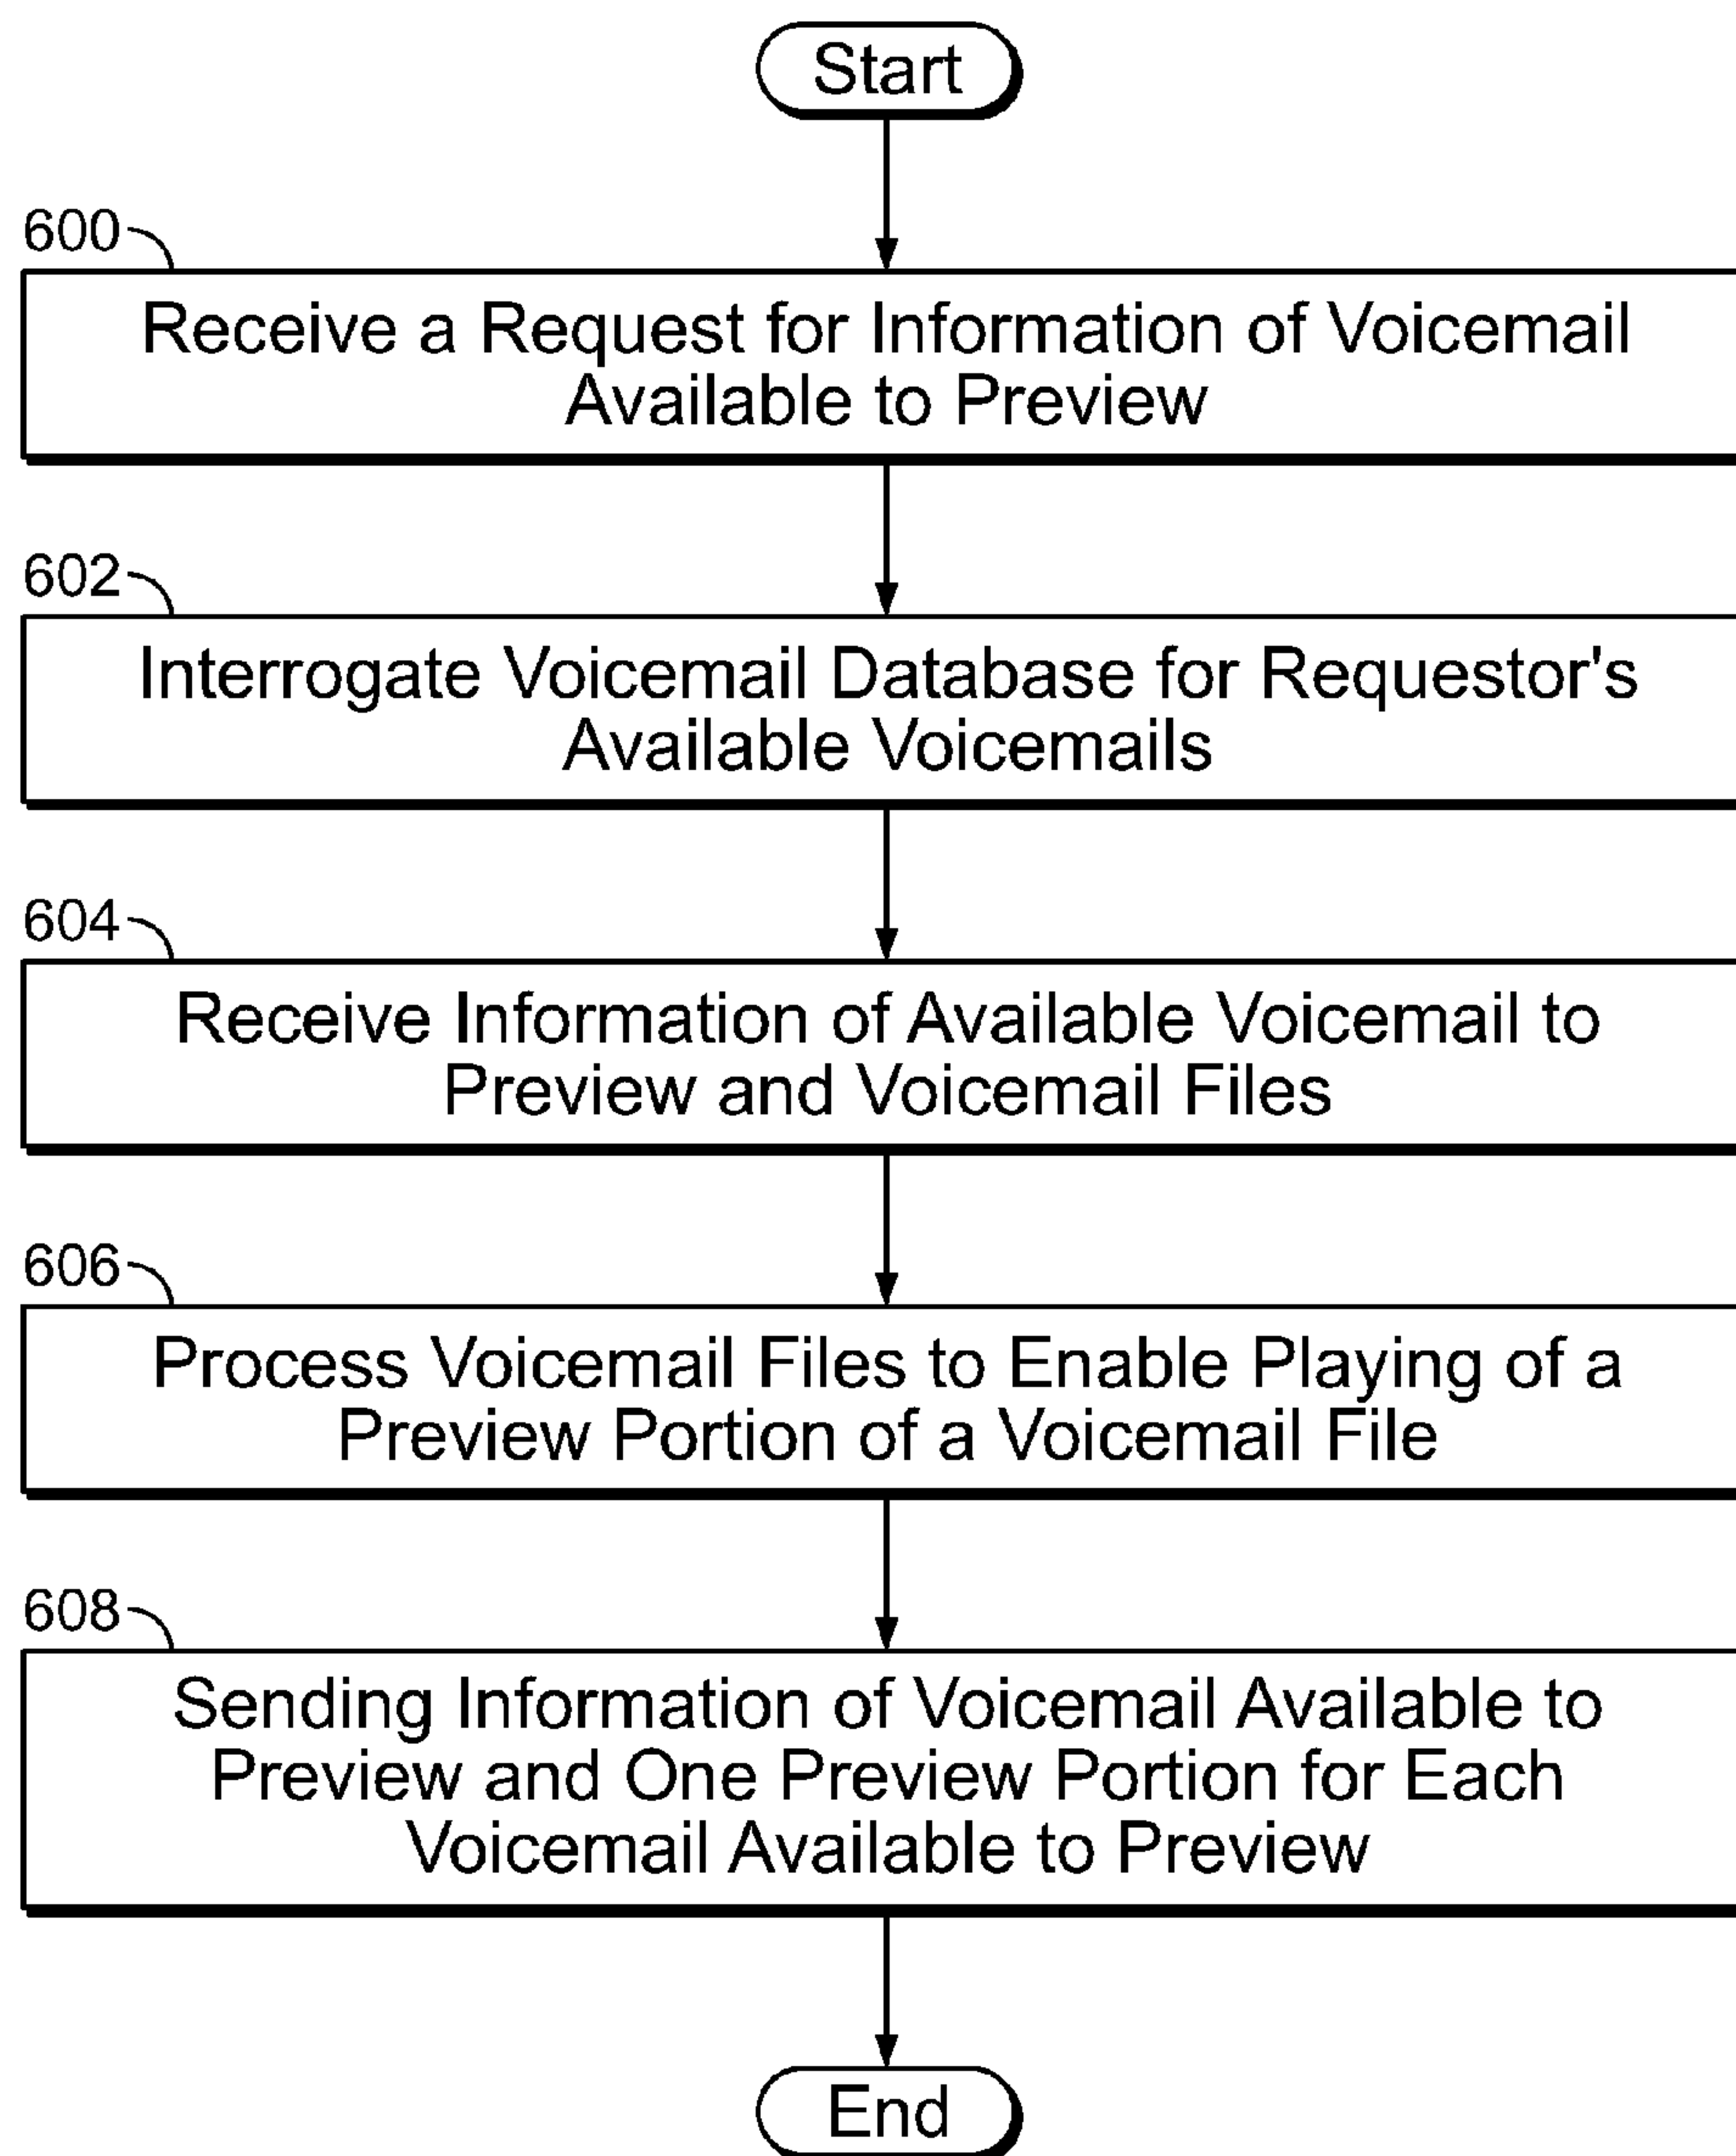 Start
600
Receive a Request for Information of Voicemail
Available to Preview
602
Interrogate Voicemail Database for Requestor's
Available Voicemails
604
Receive Information of Available Voicemail to
Preview and Voicemail Files
606
Process Voicemail Files to Enable Playing of a
Preview Portion of a Voicemail File
608
Sending Information of Voicemail Available to
Preview and One Preview Portion for Each
Voicemail Available to Preview
End